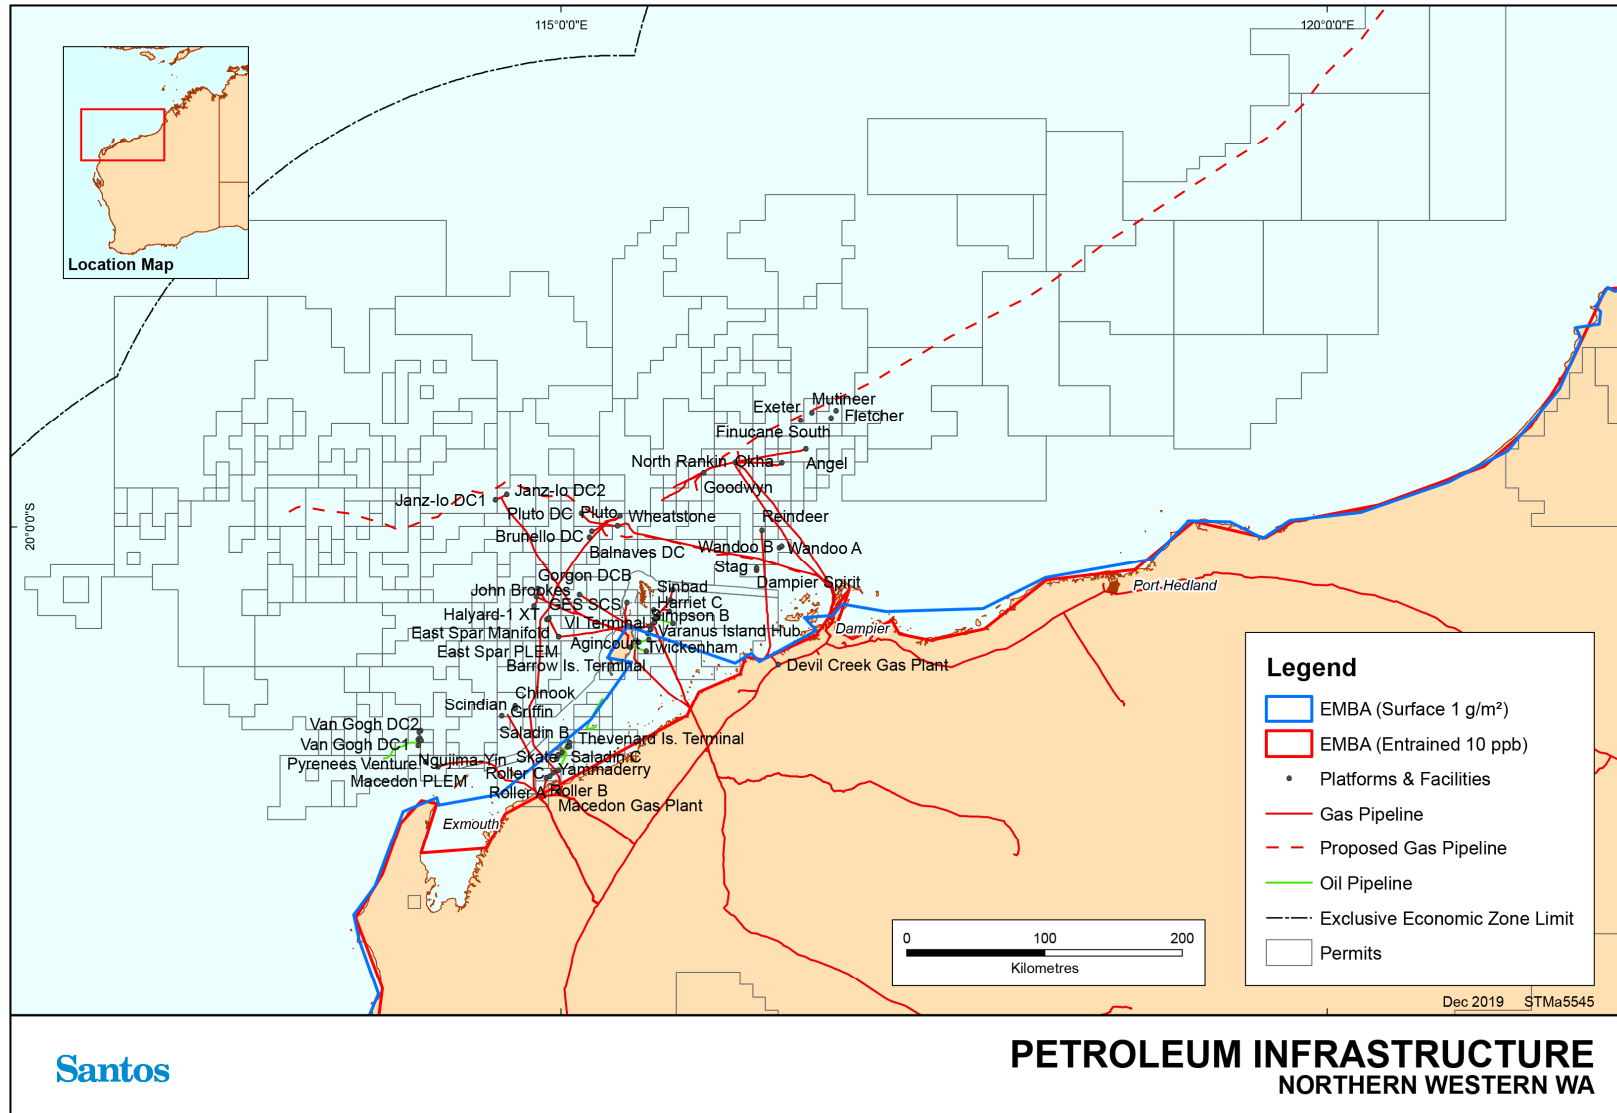 115°0'0"E
120°0'0"E
20°0'0"S
Location Map
Mutineer
Exeter
Fletcher
Finucane South
North Rankin
Okha
Angel
Goodwyn
Janz-Io DC2
Janz-Io DC1
Pluto DC
Pluto
Wheatstone
Reindeer
Brunello DC
Balnaves DC
Wandoo B
Wandoo A
Stag
Gorgon DCB
Dampier Spirit
John Brookes
Sinbad
GES SCS
Harriet C
Halyard-1 XT
Simpson B
VI Terminal
East Spar Manifold
Varanus Island Hub
Dampier
Port Hedland
Agincourt
Twickenham
East Spar PLEM
Barrow Is. Terminal
Devil Creek Gas Plant
Chinook
Scindian
Griffin
Van Gogh DC2
Saladin B
Thevenard Is. Terminal
Van Gogh DC1
Skate
Saladin C
Pyrenees Venture
Ngujima-Yin
Yammaderry
Macedon PLEM
Roller C
Roller A
Roller B
Macedon Gas Plant
Exmouth
Legend
EMBA (Surface 1 g/m²)
EMBA (Entrained 10 ppb)
Platforms & Facilities
Gas Pipeline
Proposed Gas Pipeline
Oil Pipeline
Exclusive Economic Zone Limit
Permits
0 100 200
Kilometres
Dec 2019 STMa5545
Santos
PETROLEUM INFRASTRUCTURE
NORTHERN WESTERN WA